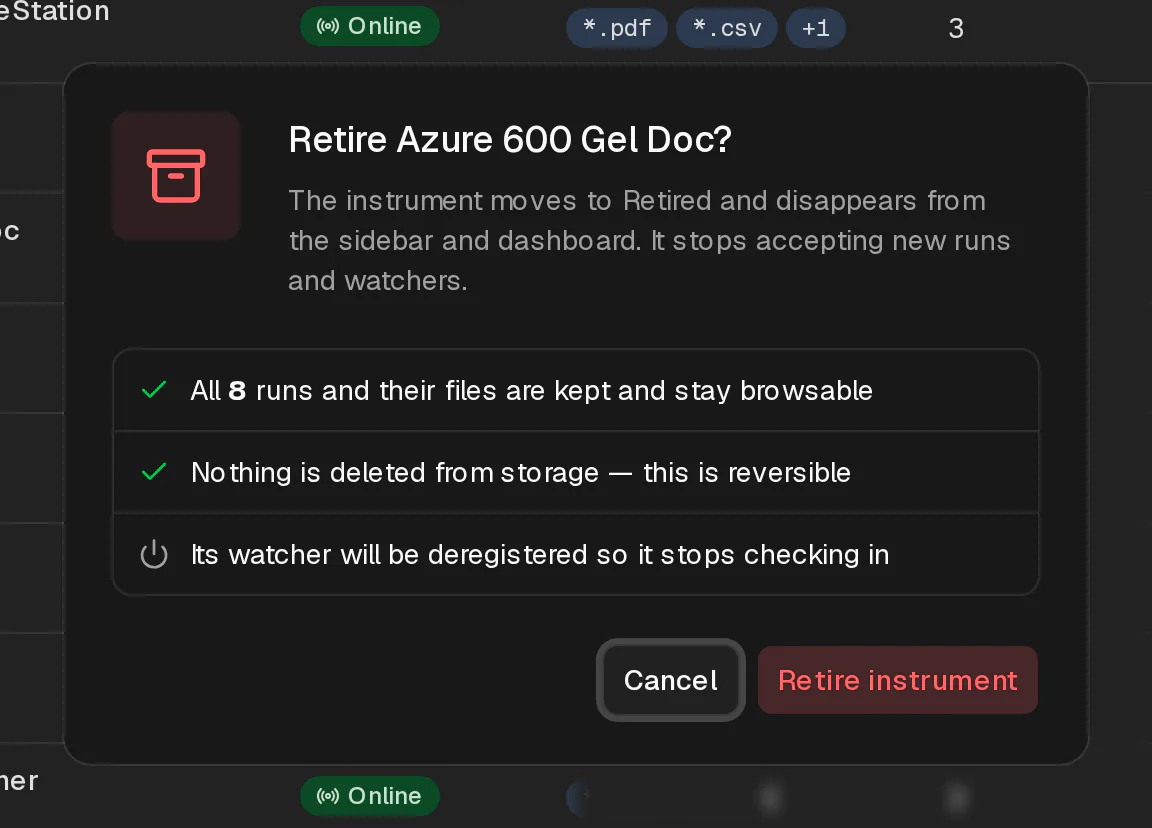 eStation
Online
*.pdf *.csv +1
3
Retire Azure 600 Gel Doc?
The instrument moves to Retired and disappears from
the sidebar and dashboard. It stops accepting new runs
and watchers.
oc
All 8 runs and their files are kept and stay browsable
Nothing is deleted from storage — this is reversible
Its watcher will be deregistered so it stops checking in
Cancel
Retire instrument
her
Online